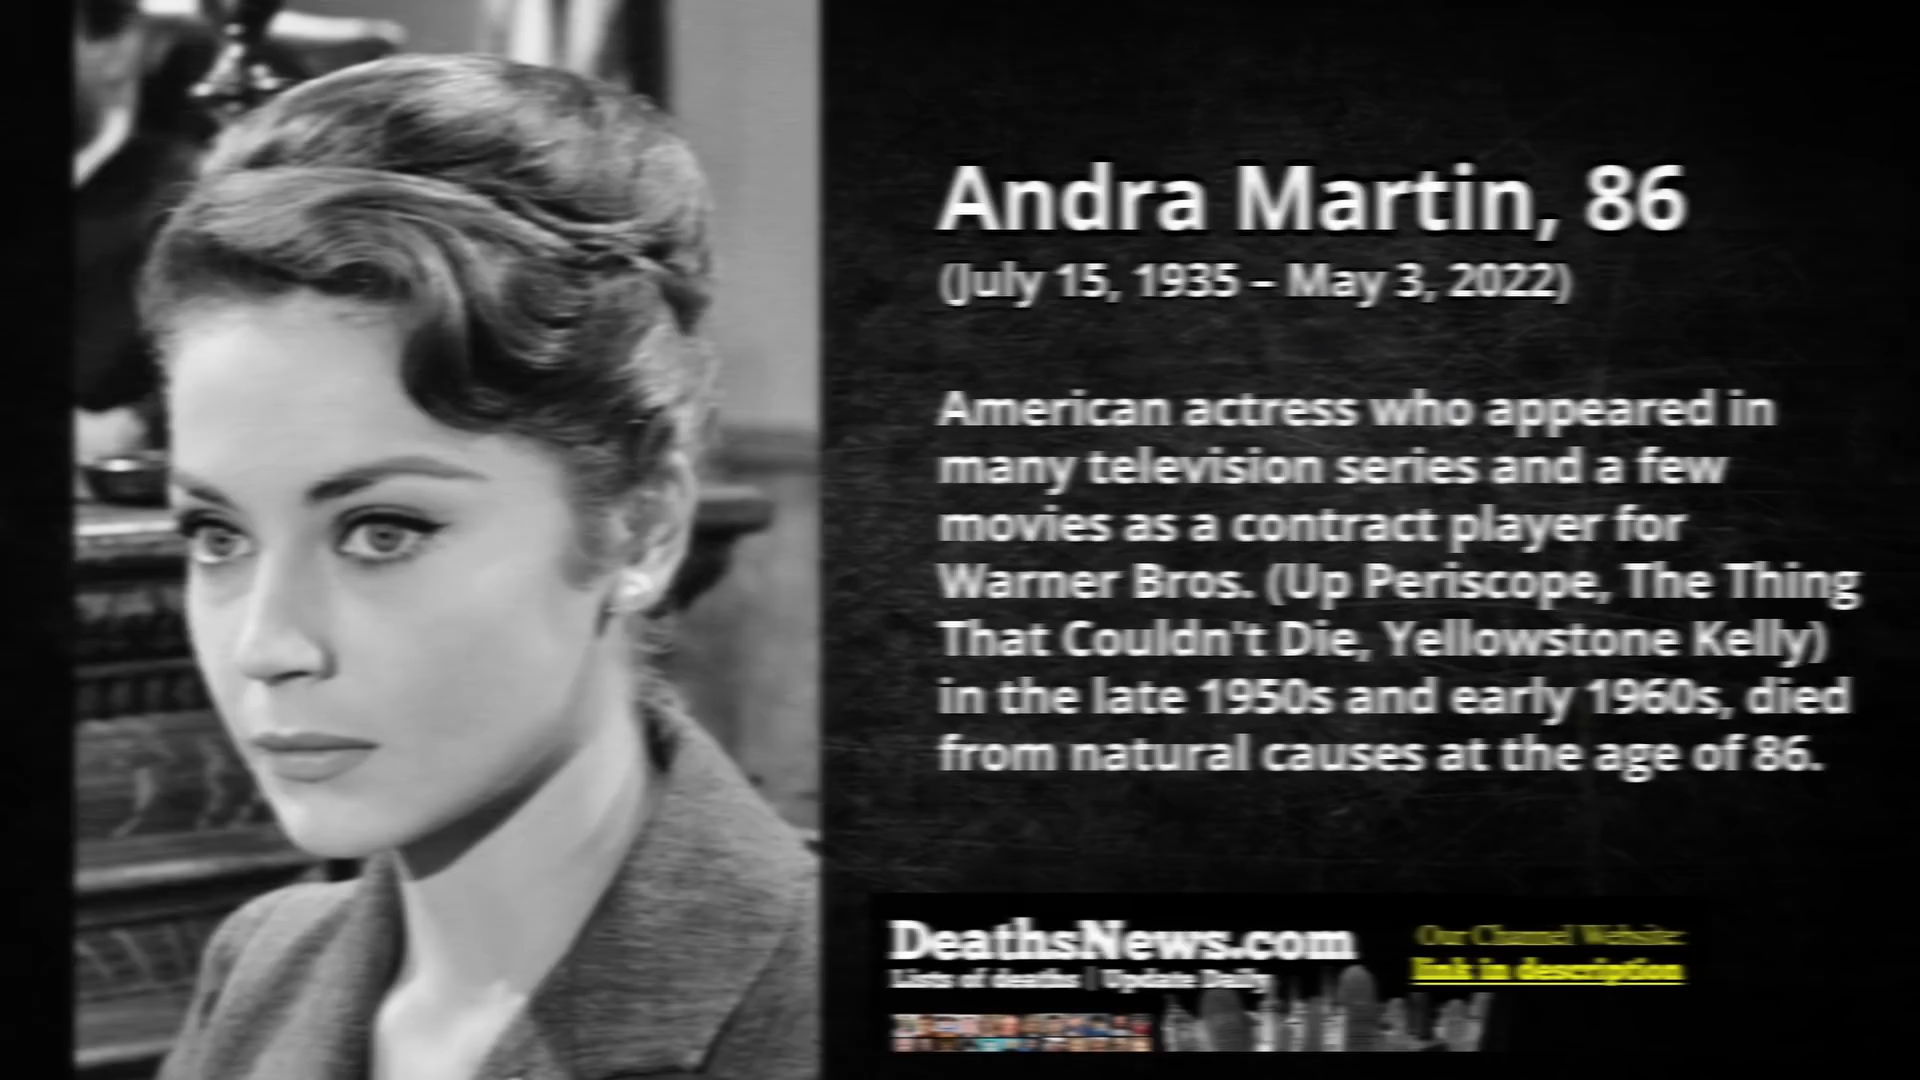 Andra Martin, 86
(July 15, 1935 – May 3, 2022)
American actress who appeared in
many television series and a few
movies as a contract player for
Warner Bros. (Up Periscope, The Thing
That Couldn't Die, Yellowstone Kelly)
in the late 1950s and early 1960s, died
from natural causes at the age of 86.
DeathsNews.com
Lists of deaths | Update Daily
Our Channel Website:
link in description